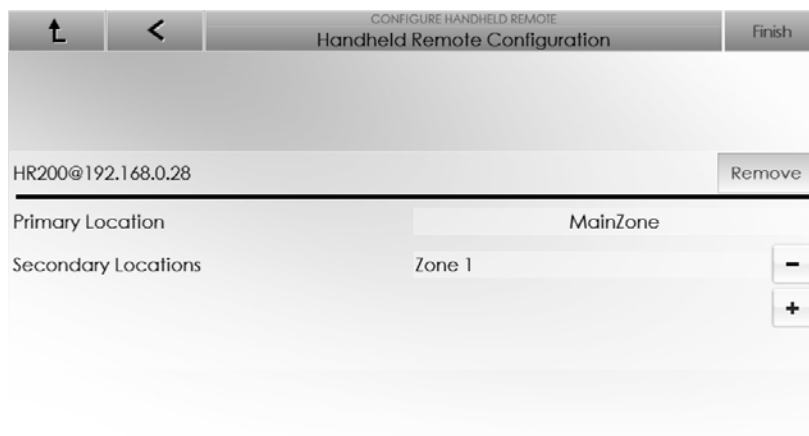 CONFIGURE HANDHELD REMOTE
Handheld Remote Configuration
Finish
HR200@192.168.0.28
Remove
Primary Location
MainZone
Secondary Locations
Zone 1
-
+